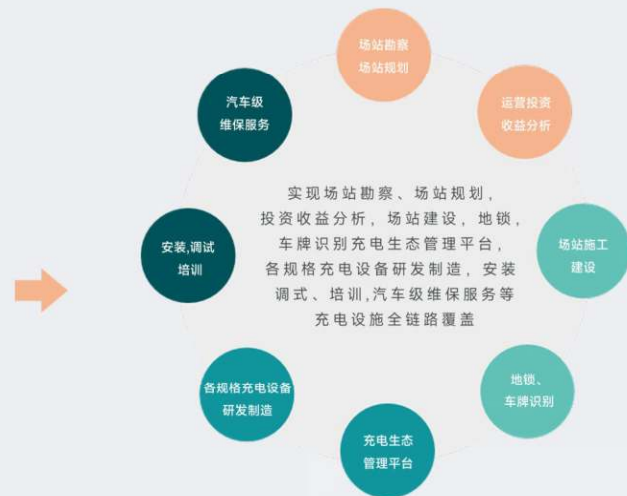 场站勘察
场站规划
运营投资
收益分析
场站施工
建设
地锁、
车牌识别
充电生态
管理平台
各规格充电设备
研发制造
安装,调试
培训
汽车级
维保服务
实现场站勘察、场站规划,
投资收益分析,场站建设,地锁,
车牌识别充电生态管理平台,
各规格充电设备研发制造,安装
调式、培训,汽车级维保服务等
充电设施全链路覆盖